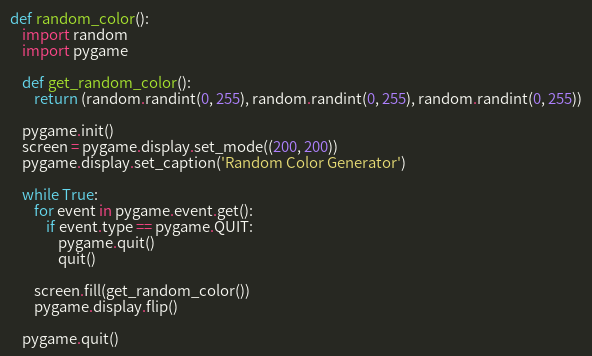 def random_color():
    import random
    import pygame

    def get_random_color():
        return (random.randint(0, 255), random.randint(0, 255), random.randint(0, 255))

    pygame.init()
    screen = pygame.display.set_mode((200, 200))
    pygame.display.set_caption('Random Color Generator')

    while True:
        for event in pygame.event.get():
            if event.type == pygame.QUIT:
                pygame.quit()
                quit()

        screen.fill(get_random_color())
        pygame.display.flip()

    pygame.quit()